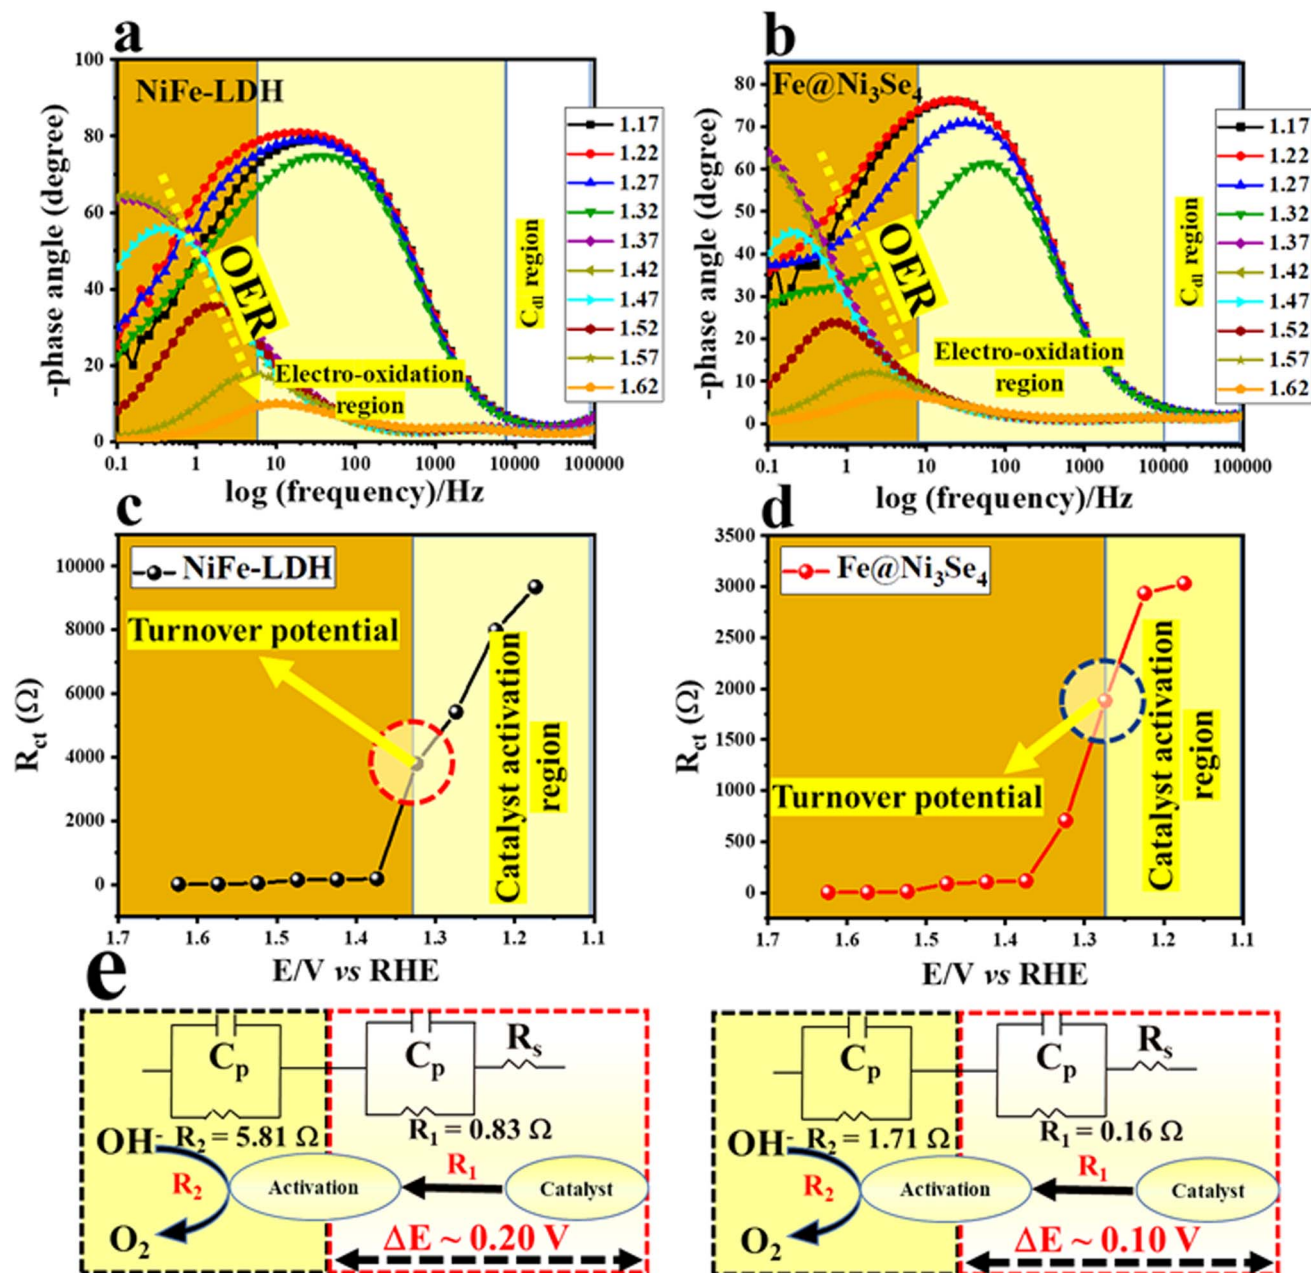 a
NiFe-LDH
100
80
60
40
20
0
-phase angle (degree)
0.1
1
10
100
1000
10000
100000
log (frequency)/Hz
OER
Electro-oxidation
region
Cdl region
1.17
1.22
1.27
1.32
1.37
1.42
1.47
1.52
1.57
1.62
b
Fe@Ni3Se4
80
70
60
50
40
30
20
10
0
-phase angle (degree)
0.1
1
10
100
1000
10000
100000
log (frequency)/Hz
OER
Electro-oxidation
region
Cdl region
1.17
1.22
1.27
1.32
1.37
1.42
1.47
1.52
1.57
1.62
c
NiFe-LDH
Turnover potential
Catalyst activation
region
10000
8000
6000
4000
2000
0
Rct (Ω)
1.7
1.6
1.5
1.4
1.3
1.2
1.1
E/V vs RHE
d
Fe@Ni3Se4
Turnover potential
Catalyst activation
region
3500
3000
2500
2000
1500
1000
500
0
Rct (Ω)
1.7
1.6
1.5
1.4
1.3
1.2
1.1
E/V vs RHE
e
Cp
Cp
Rs
OH- R2 = 5.81 Ω
R1 = 0.83 Ω
R2
Activation
R1
Catalyst
O2
ΔE ~ 0.20 V
Cp
Cp
Rs
OH- R2 = 1.71 Ω
R1 = 0.16 Ω
R2
Activation
R1
Catalyst
O2
ΔE ~ 0.10 V